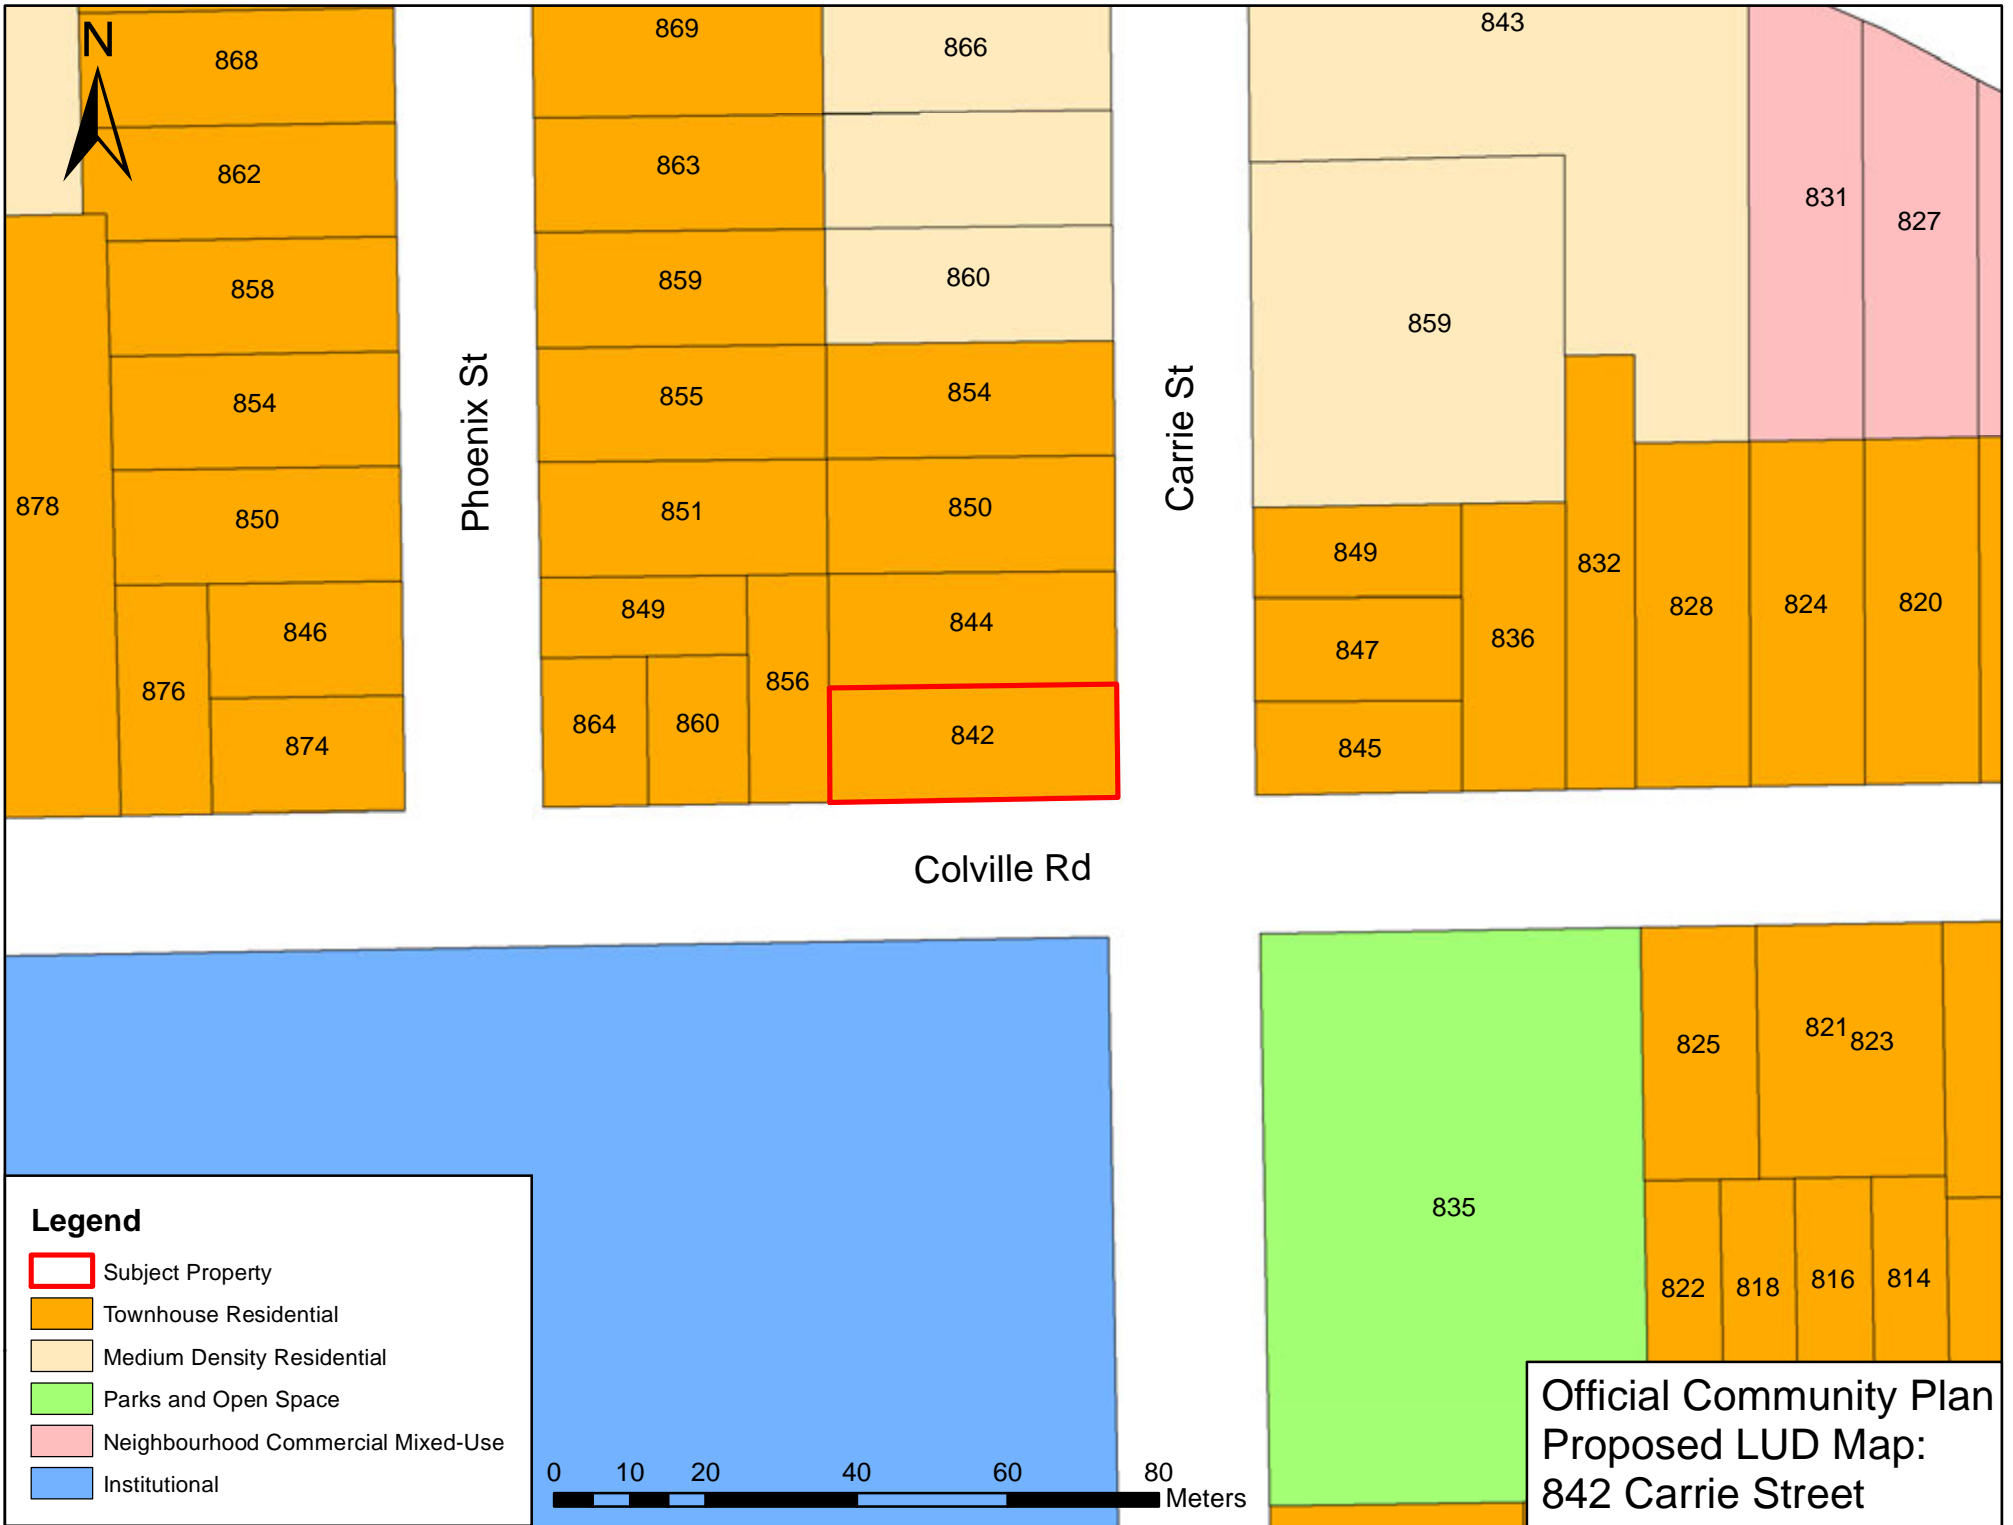 N
868
862
858
854
850
846
878
876
874
Phoenix St
869
866
863
859
860
855
854
851
850
849
844
856
864
860
842
Carrie St
843
831
827
859
849
847
845
836
832
828
824
820
Colville Rd
835
825
821
823
822
818
816
814
Legend
Subject Property
Townhouse Residential
Medium Density Residential
Parks and Open Space
Neighbourhood Commercial Mixed-Use
Institutional
0 10 20 40 60 80
Meters
Official Community Plan
Proposed LUD Map:
842 Carrie Street